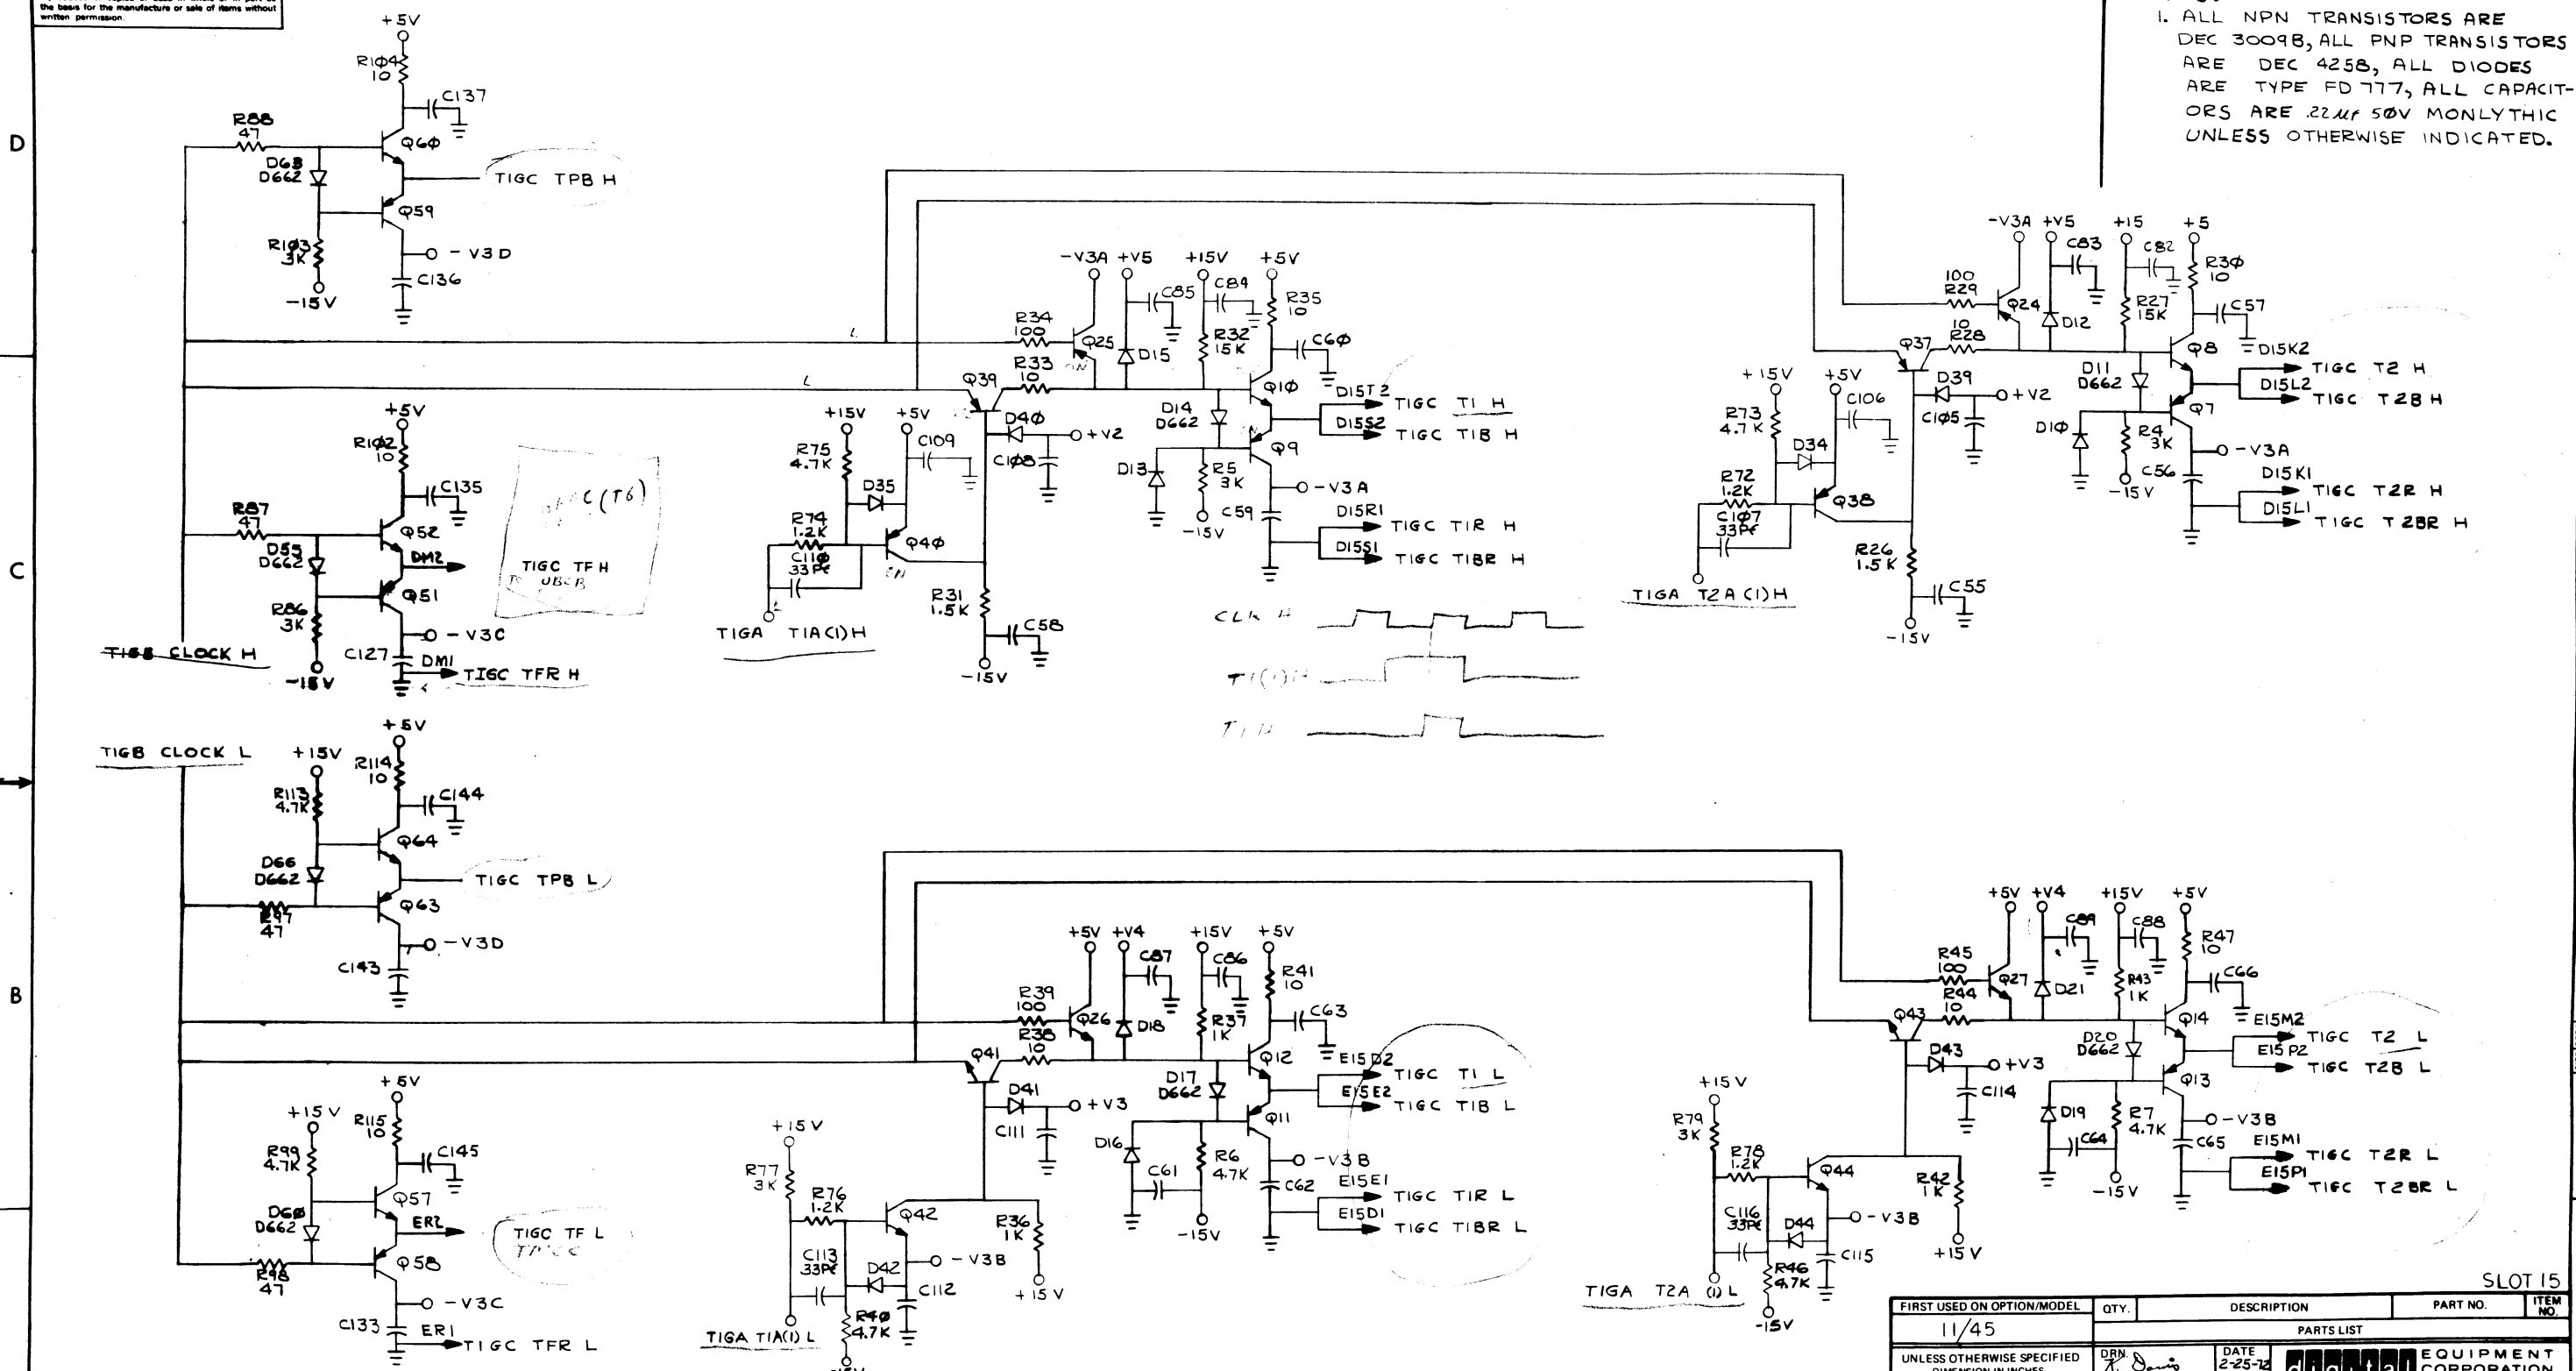 the basis for the manufacture or sale of items without
written permission.
1. ALL NPN TRANSISTORS ARE
DEC 3009B, ALL PNP TRANSISTORS
ARE DEC 4258, ALL DIODES
ARE TYPE FD 777, ALL CAPACIT-
ORS ARE .22µf 50V MONLYTHIC
UNLESS OTHERWISE INDICATED.
D
+5V
R104
10
C137
R88
47
Q60
D63
D662
TIGC TPB H
Q59
R103
3K
-V3D
C136
-15V
-V3A +V5 +15V +5V
C85
C84
R35
10
R34
100
Q25
D15
R32
15K
C60
R33
10
Q39
Q10
D15T2
TIGC T1 H
D15S2
TIGC T1B H
D40
+V2
D14
D662
C108
Q9
D13
R5
3K
-V3A
-15V
C59
D15R1
TIGC T1R H
D15S1
TIGC T1BR H
+15V
+5V
R75
4.7K
C109
D35
R74
1.2K
C110
33Pf
Q40
R31
1.5K
C58
-15V
TIGA T1A(1)H
CLK H
T1(1)H
T1 H
-V3A +V5 +15 +5
C83
C82
R30
10
100
R29
Q24
D12
R27
15K
C57
10
R28
Q37
Q8
D15K2
TIGC T2 H
D15L2
TIGC T2B H
D11
D662
D39
+V2
C105
Q7
D10
R4
3K
-V3A
C56
-15V
D15K1
TIGC T2R H
D15L1
TIGC T2BR H
+15V
+5V
C106
R73
4.7K
D34
R72
1.2K
C107
33Pf
Q38
R26
1.5K
C55
-15V
TIGA T2A(1)H
C
+5V
R102
10
C135
R87
47
Q52
D55
D662
DM2
TIGC TF H
Q51
R86
3K
-V3C
C127
DM1
TIGC TFR H
-15V
TIGB CLOCK H
TIGB CLOCK L
+15V
+5V
R114
10
R113
4.7K
C144
Q64
D66
D662
TIGC TPB L
Q63
R97
47
-V3D
C143
B
+5V
+15V
R115
10
R99
4.7K
C145
Q57
D60
D662
ER2
TIGC TF L
Q58
R98
47
-V3C
C133
ER1
TIGC TFR L
+5V +V4 +15V +5V
C87
C86
R41
10
R39
100
Q26
D18
R37
1K
C63
R38
10
Q41
Q12
E15D2
TIGC T1 L
E15E2
TIGC T1B L
D17
D662
D41
+V3
C111
Q11
D16
C61
R6
4.7K
-V3B
C62
E15E1
TIGC T1R L
E15D1
TIGC T1BR L
-15V
+15V
R77
3K
R76
1.2K
Q42
R36
1K
+15V
C113
33Pf
D42
-V3B
C112
R40
4.7K
-15V
TIGA T1A(1) L
+5V +V4 +15V +5V
C89
C88
R47
10
R45
100
Q27
D21
R43
1K
C66
R44
10
Q43
Q14
E15M2
TIGC T2 L
E15P2
TIGC T2B L
D20
D662
D43
+V3
C114
Q13
D19
C64
R7
4.7K
-V3B
C65
E15M1
TIGC T2R L
E15P1
TIGC T2BR L
-15V
+15V
R79
3K
R78
1.2K
Q44
R42
1K
+15V
C116
33Pf
D44
-V3B
C115
R46
4.7K
-15V
TIGA T2A (1) L
SLOT 15
FIRST USED ON OPTION/MODEL QTY. DESCRIPTION PART NO. ITEM NO.
11/45
PARTS LIST
UNLESS OTHERWISE SPECIFIED
DRN.
DATE
2-25-72
digital EQUIPMENT
CORPORATION